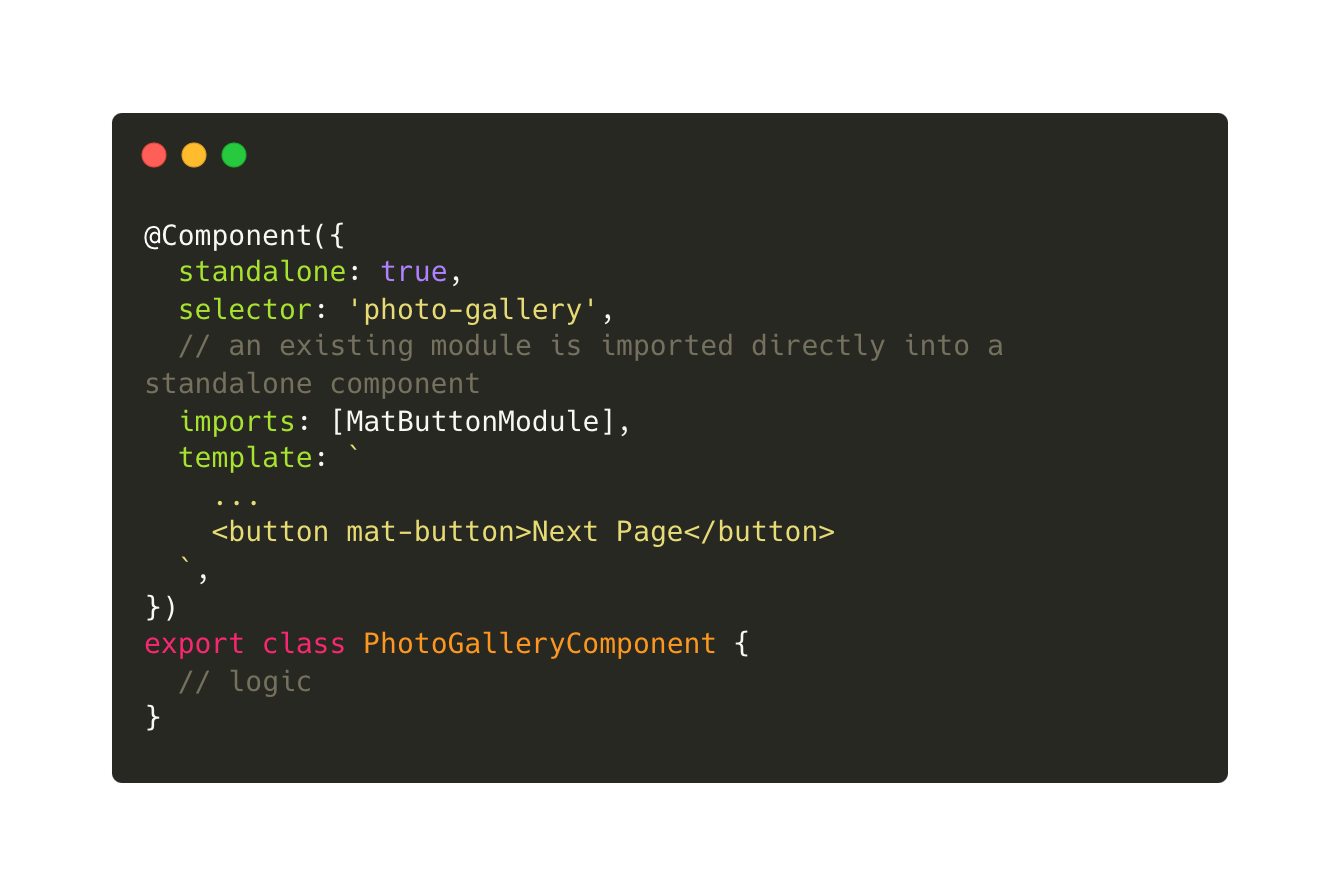 @Component({
  standalone: true,
  selector: 'photo-gallery',
  // an existing module is imported directly into a
standalone component
  imports: [MatButtonModule],
  template: `
    ...
    <button mat-button>Next Page</button>
  `,
})
export class PhotoGalleryComponent {
  // logic
}